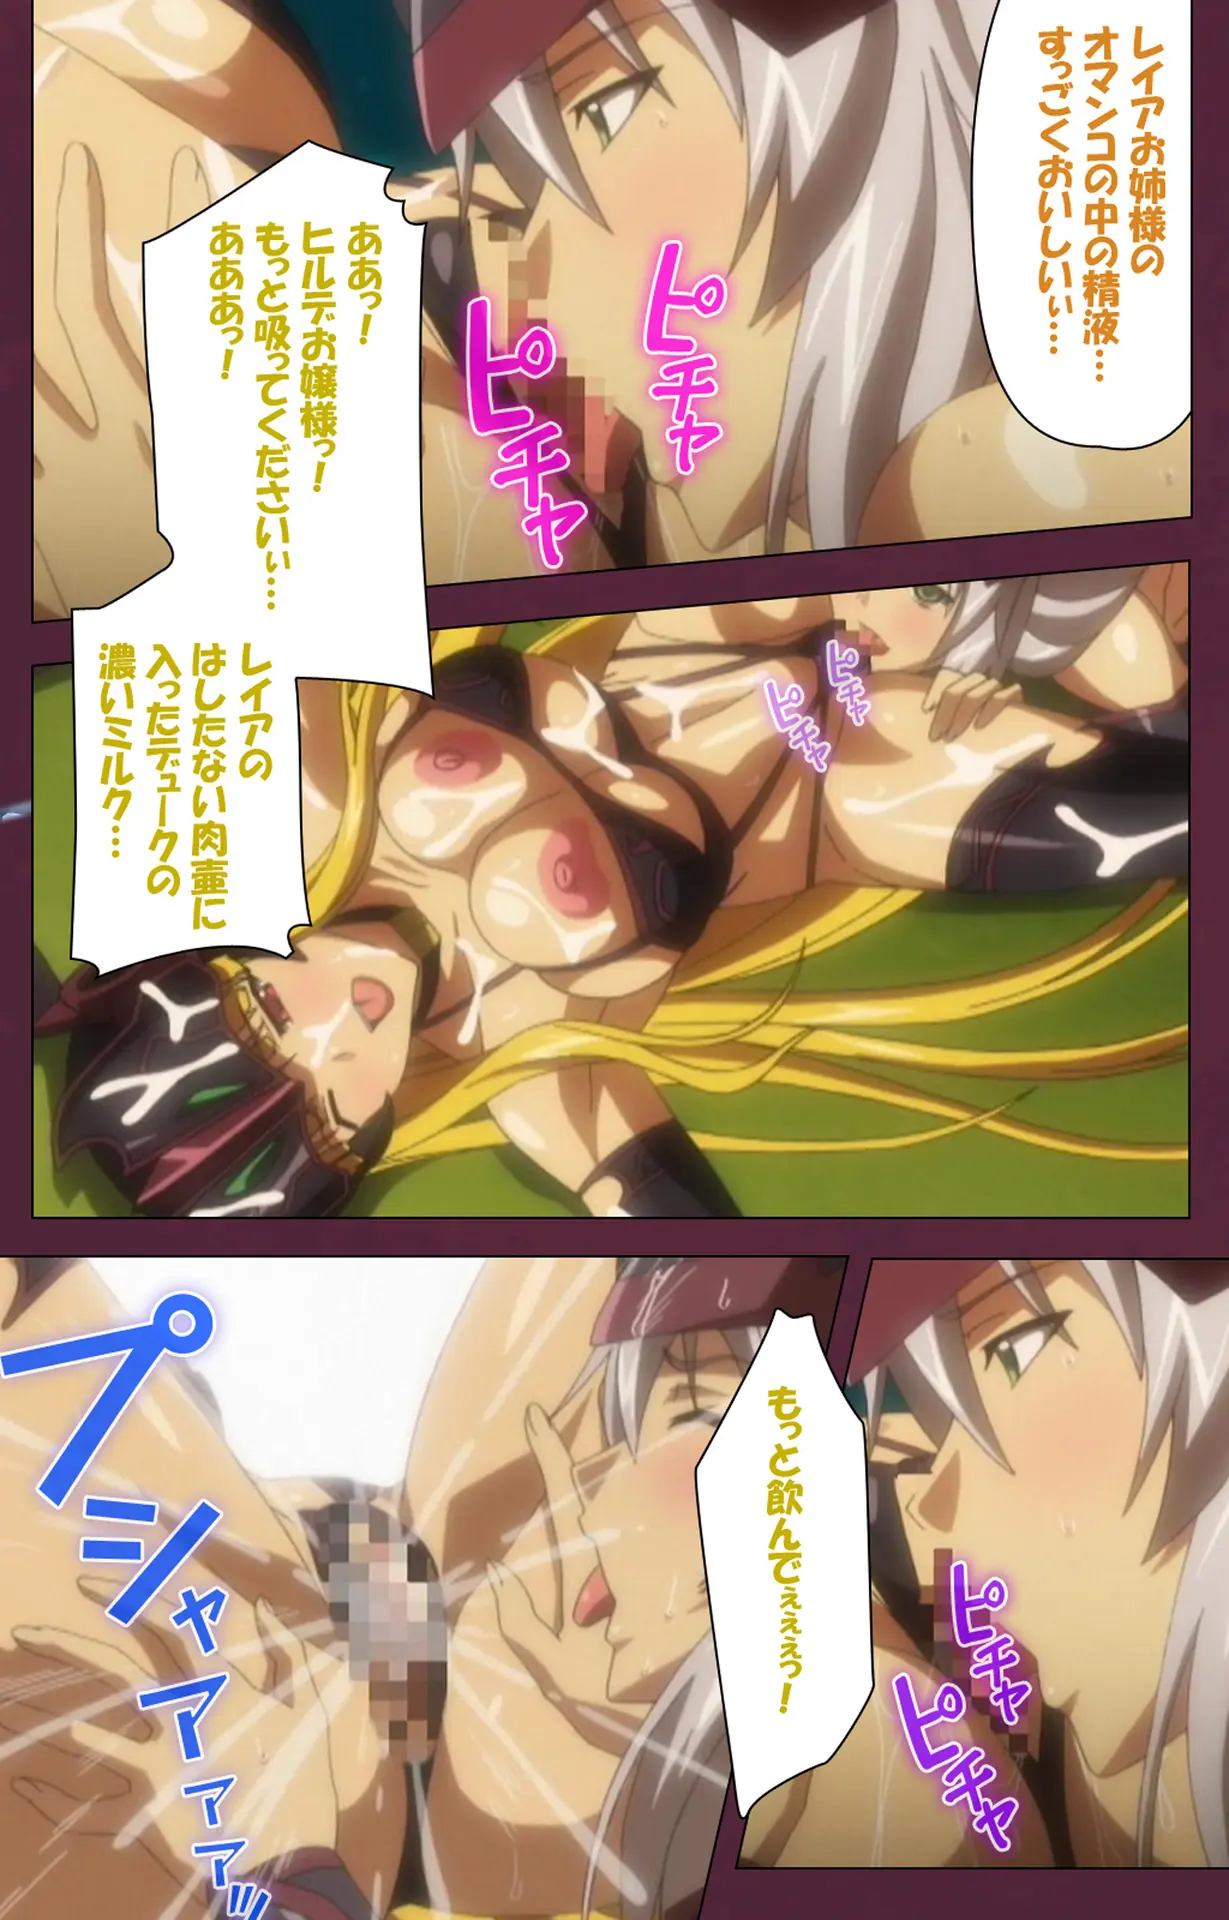 レイアお姉様の
オマンコの中の精液…
すっごくおいしいぃ…
ピチャ
ピチャ
ああっ！
ヒルデお嬢様っ！
もっと吸ってくださいぃ…
あああっ！
レイアの
はしたない肉壷に
入ったデュークの
濃いミルク…
ピチャ
ピチャ
ピチャ
ピチャ
もっと飲んでぇぇぇっ！
プシャアアアアッ